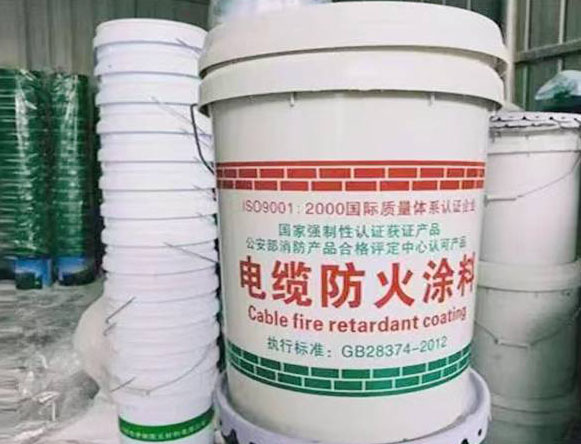 ISO9001:2000国际质量体系认证企业
国家强制性认证获证产品
公安部消防产品合格评定中心认可产品
电缆防火涂料
Cable fire retardant coating
执行标准：GB28374-2012